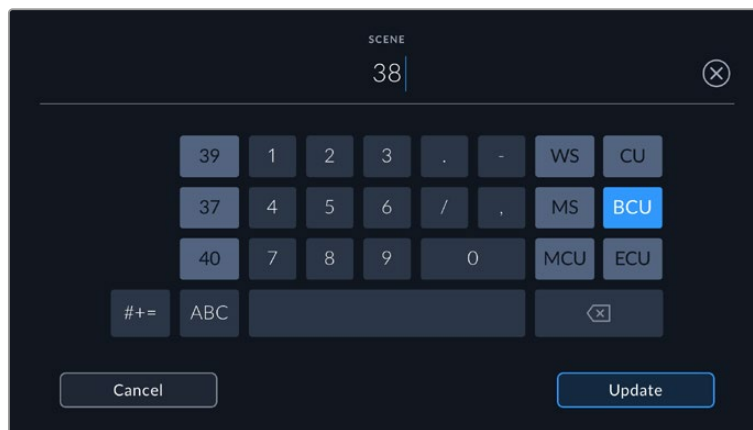 SCENE
38
39 1 2 3 . - WS CU
37 4 5 6 / , MS BCU
40 7 8 9 0 MCU ECU
#+= ABC
Cancel Update